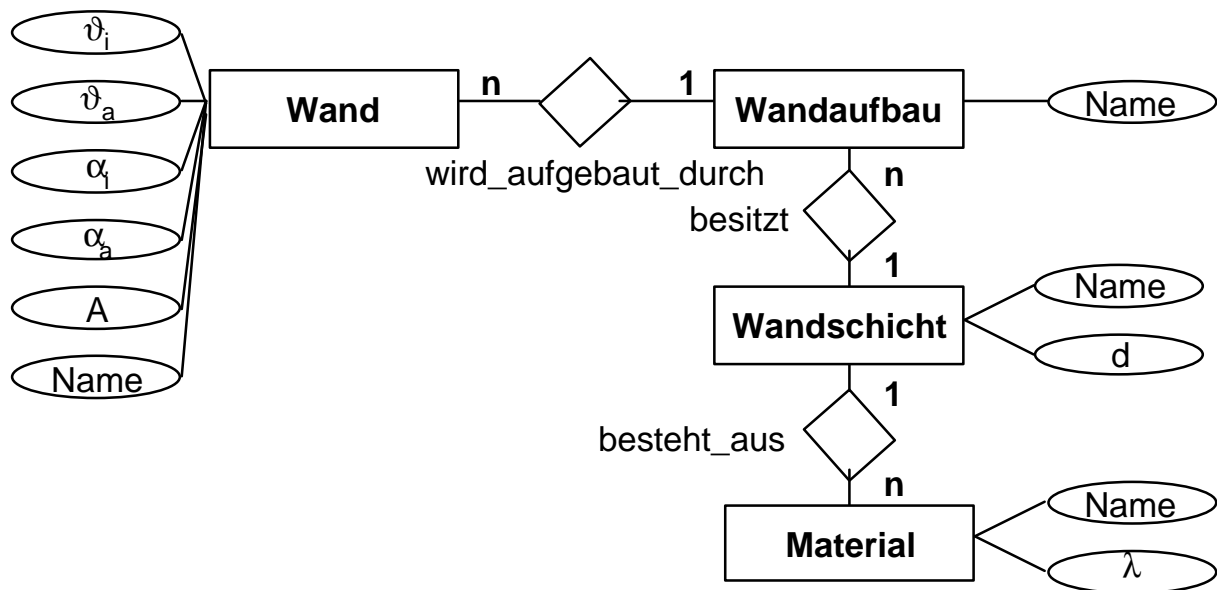 ϑi
ϑa
αi
αa
A
Name
Wand
n
1
wird_aufgebaut_durch
Wandaufbau
Name
n
besitzt
1
Wandschicht
Name
d
1
besteht_aus
n
Material
Name
λ